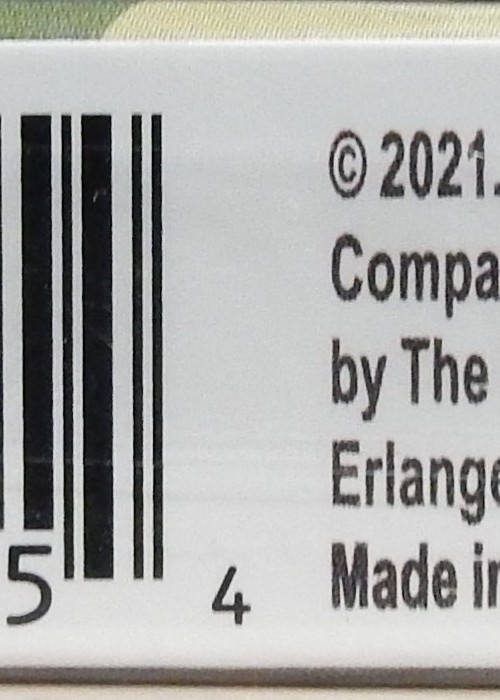 © 2021.
Compa
by The
Erlange
Made in
5 4